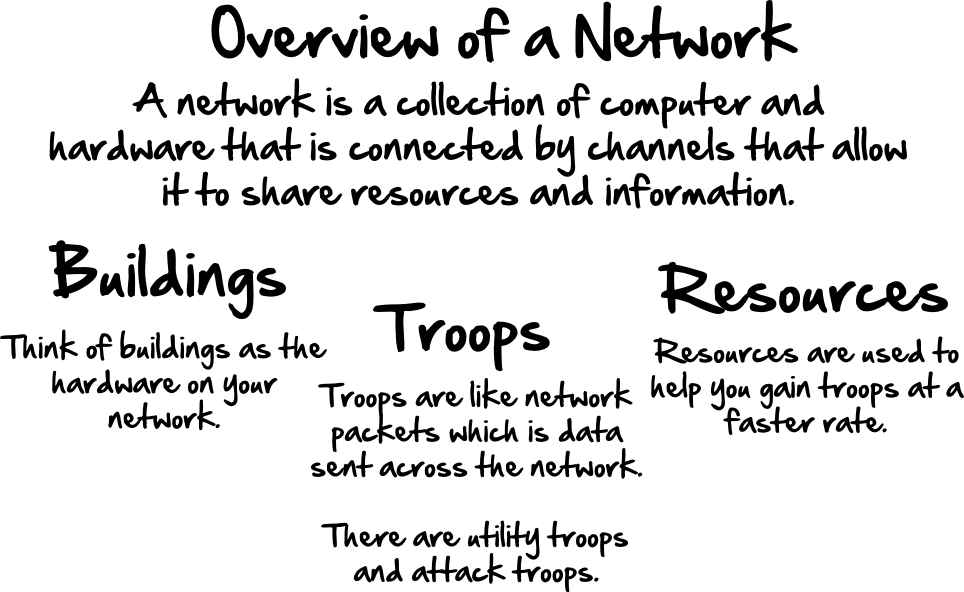 Overview of a Network
A network is a collection of computer and
hardware that is connected by channels that allow
it to share resources and information.
Buildings
Think of buildings as the
hardware on your
network.
Troops
Troops are like network
packets which is data
sent across the network.
There are utility troops
and attack troops.
Resources
Resources are used to
help you gain troops at a
faster rate.